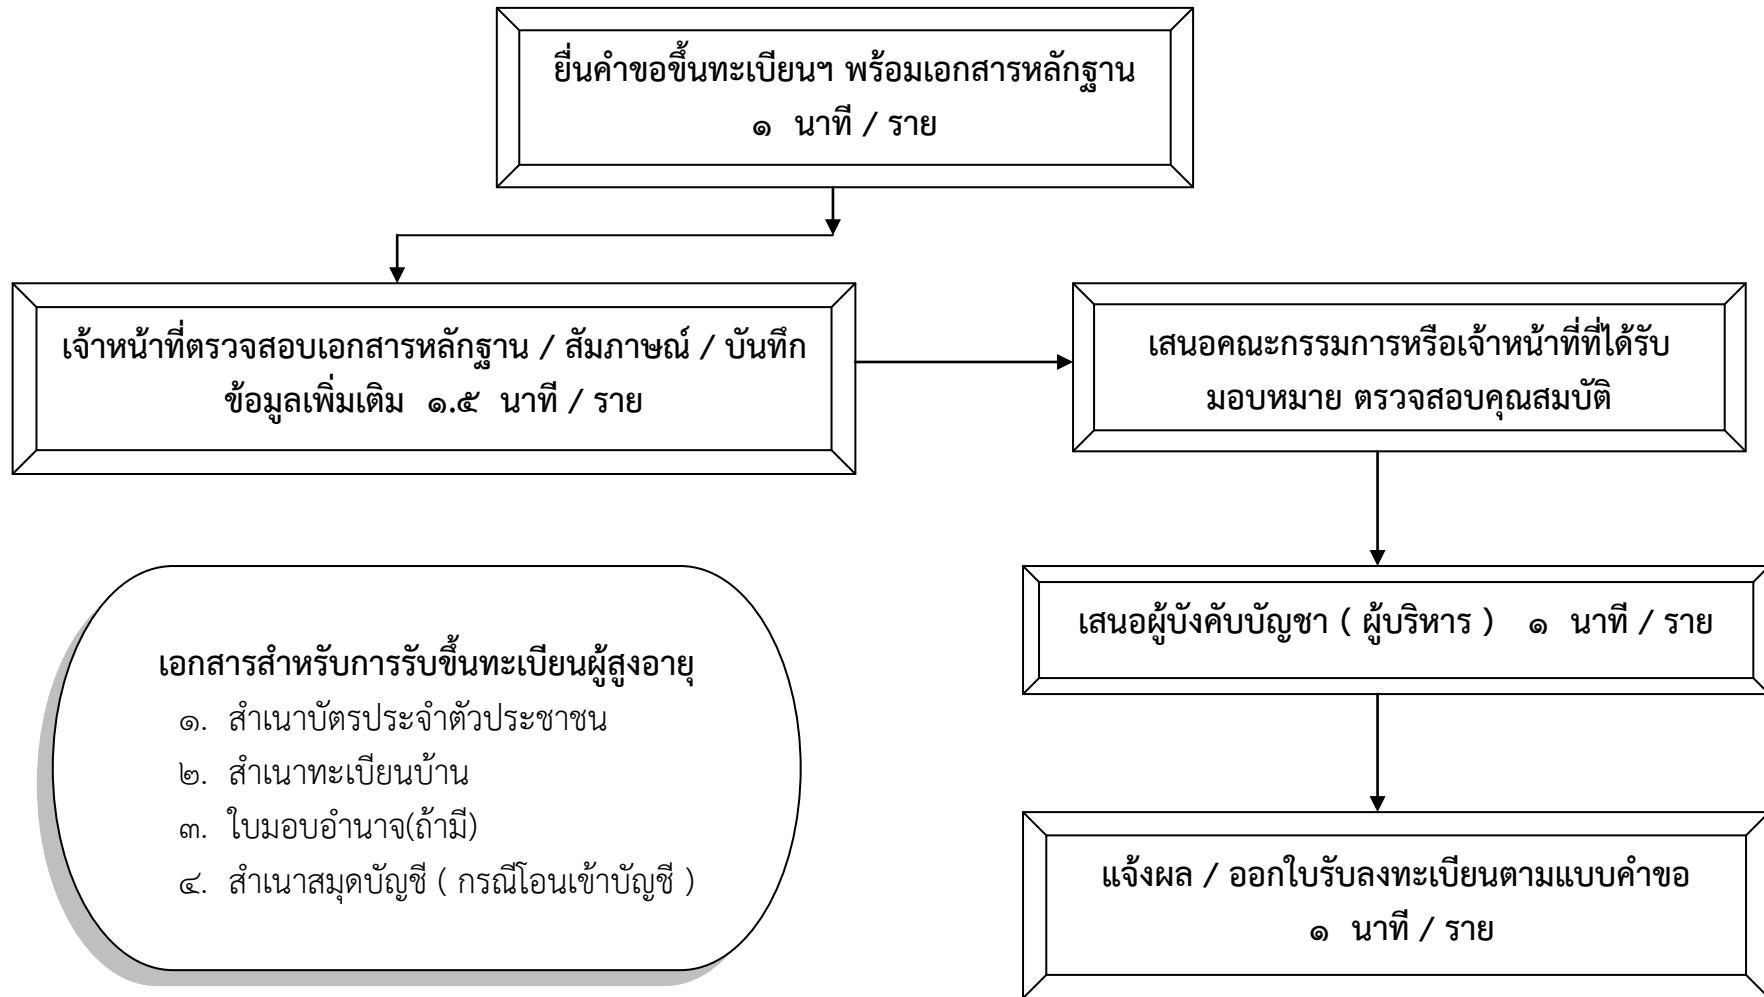 ยื่นคำขอขึ้นทะเบียนฯ พร้อมเอกสารหลักฐาน
๑ นาที / ราย
เจ้าหน้าที่ตรวจสอบเอกสารหลักฐาน / สัมภาษณ์ / บันทึก
ข้อมูลเพิ่มเติม ๑.๕ นาที / ราย
เสนอคณะกรรมการหรือเจ้าหน้าที่ที่ได้รับ
มอบหมาย ตรวจสอบคุณสมบัติ
เสนอผู้บังคับบัญชา ( ผู้บริหาร ) ๑ นาที / ราย
แจ้งผล / ออกใบรับลงทะเบียนตามแบบคำขอ
๑ นาที / ราย
เอกสารสำหรับการรับขึ้นทะเบียนผู้สูงอายุ
๑. สำเนาบัตรประจำตัวประชาชน
๒. สำเนาทะเบียนบ้าน
๓. ใบมอบอำนาจ(ถ้ามี)
๔. สำเนาสมุดบัญชี ( กรณีโอนเข้าบัญชี )